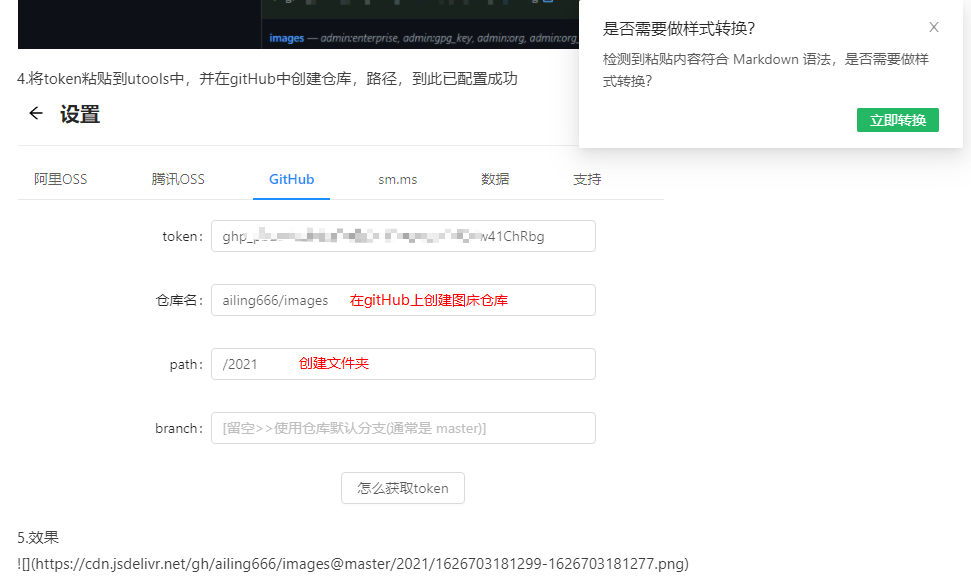 images — admin:enterprise, admin:gpg_key, admin:org, admin:org_
是否需要做样式转换?
检测到粘贴内容符合 Markdown 语法，是否需要做样
式转换?
立即转换
4.将token粘贴到utools中，并在gitHub中创建仓库，路径，到此已配置成功
设置
阿里OSS 腾讯OSS GitHub sm.ms 数据 支持
token: ghp_ w41ChRbg
仓库名: ailing666/images 在gitHub上创建图床仓库
path: /2021 创建文件夹
branch: [留空>>使用仓库默认分支(通常是 master)]
怎么获取token
5.效果
![](https://cdn.jsdelivr.net/gh/ailing666/images@master/2021/1626703181299-1626703181277.png)